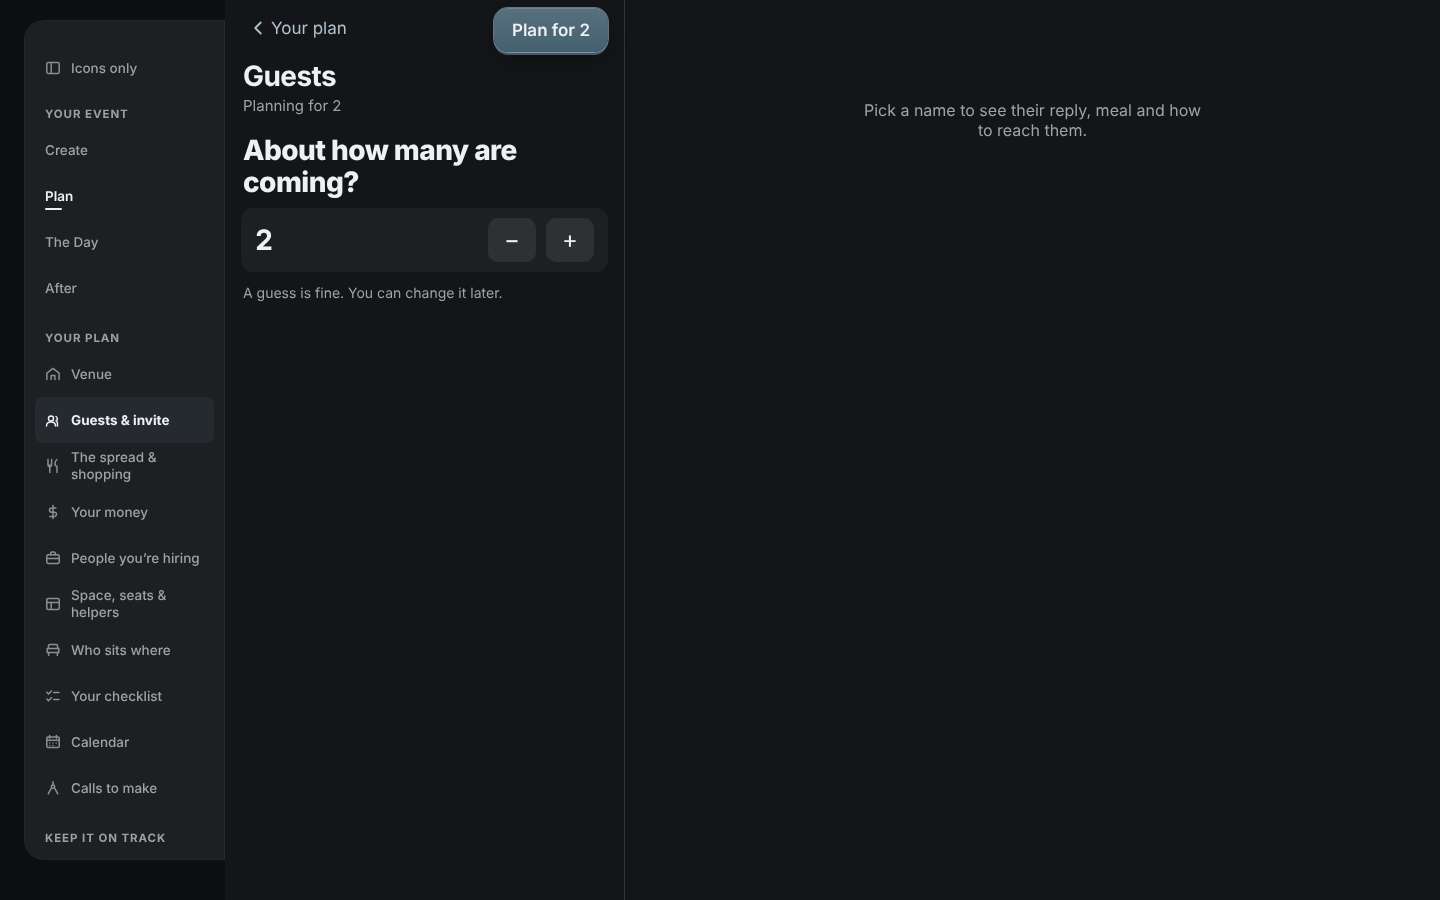 Icons only
YOUR EVENT
Create
Plan
The Day
After
YOUR PLAN
Venue
Guests & invite
The spread &
shopping
Your money
People you’re hiring
Space, seats &
helpers
Who sits where
Your checklist
Calendar
Calls to make
KEEP IT ON TRACK
Your plan
Plan for 2
Guests
Planning for 2
About how many are
coming?
2
− +
A guess is fine. You can change it later.
Pick a name to see their reply, meal and how
to reach them.